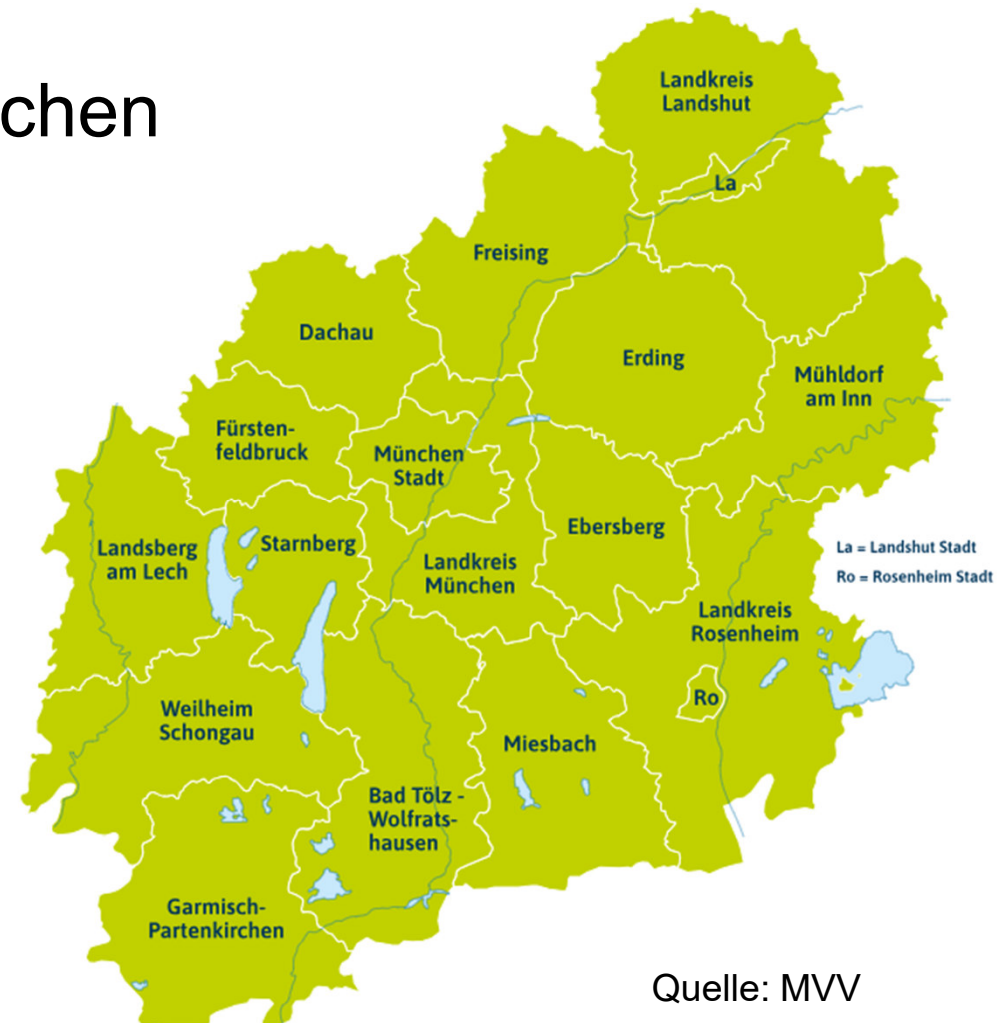 chen
Landkreis
Landshut
La
Freising
Dachau
Erding
Mühldorf
am Inn
Fürsten-
feldbruck
München
Stadt
Landsberg
am Lech
Starnberg
Landkreis
München
Ebersberg
La = Landshut Stadt
Ro = Rosenheim Stadt
Landkreis
Rosenheim
Ro
Weilheim
Schongau
Miesbach
Bad Tölz -
Wolfrats-
hausen
Garmisch-
Partenkirchen
Quelle: MVV